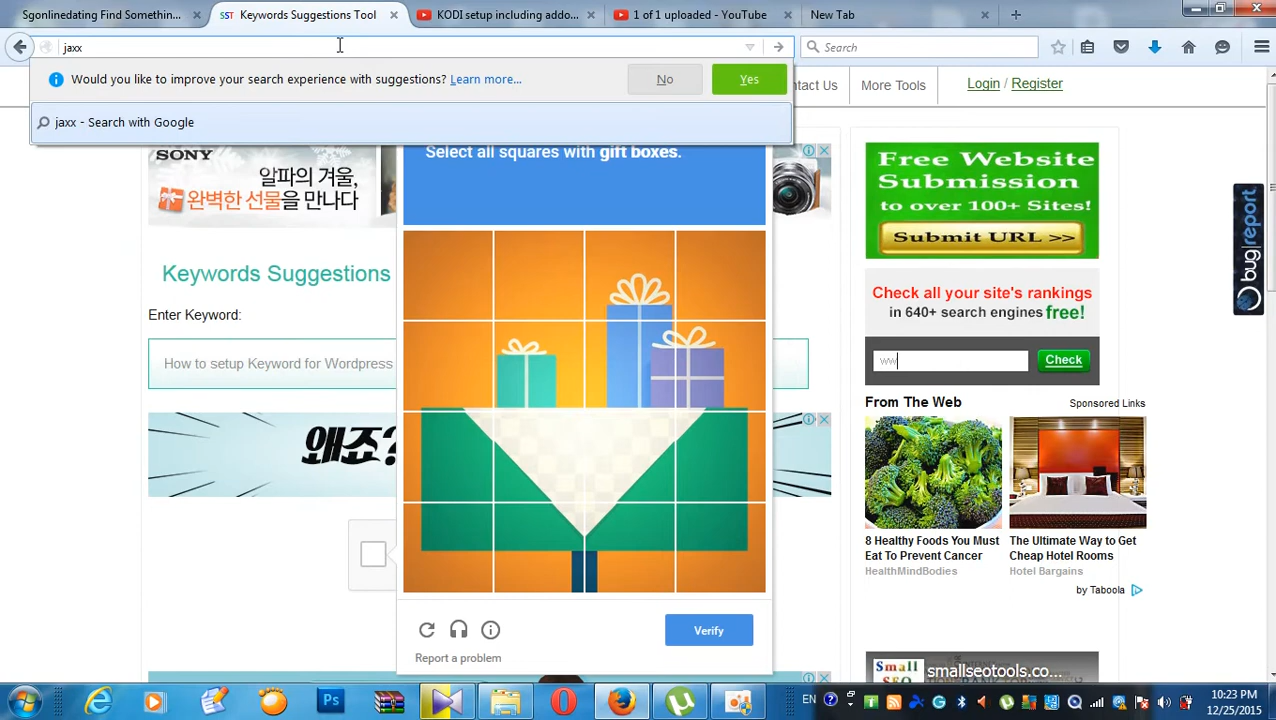 Sgonlindating Find Somethin...
SST Keywords Suggestions Tool
KODI setup including addo...
1 of 1 uploaded - YouTube
New Tab
jaxx
Search
Would you like to improve your search experience with suggestions? Learn more...
No
Yes
jaxx - Search with Google
tact Us
More Tools
Login / Register
Select all squares with gift boxes.
SONY
알파의 겨울,
완벽한 선물을 만나다
Keywords Suggestions
Enter Keyword:
How to setup Keyword for Wordpress
왜죠?
Verify
Report a problem
Free Website
Submission
to over 100+ Sites!
Submit URL >>
Check all your site's rankings
in 640+ search engines free!
ww
Check
From The Web
Sponsored Links
8 Healthy Foods You Must
Eat To Prevent Cancer
HealthMindBodies
The Ultimate Way to Get
Cheap Hotel Rooms
Hotel Bargains
by Taboola
bug report
Small
SEO
smallseotools.co...
Ps
EN
10:23 PM
12/25/2015